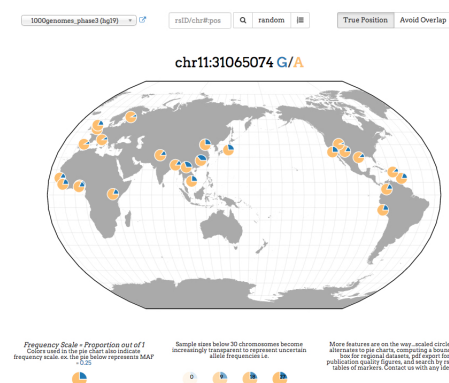 1000genomes_phase3 (hg19)
rsID/chr#:pos
random
True Position
Avoid Overlap
chr11:31065074 G/A
Frequency Scale = Proportion out of 1
Colors used in the pie chart also indicate
frequency scale. ex. the pie below represents MAF
= 0.25
Sample sizes below 30 chromosomes become
increasingly transparent to represent uncertain
allele frequencies i.e.
0
More features are on the way...scaled circle
alternates to pie charts, computing a boun
box for regional datasets, pdf export fo
publication quality figures, and search by rs
tables of markers. Contact us with any ide